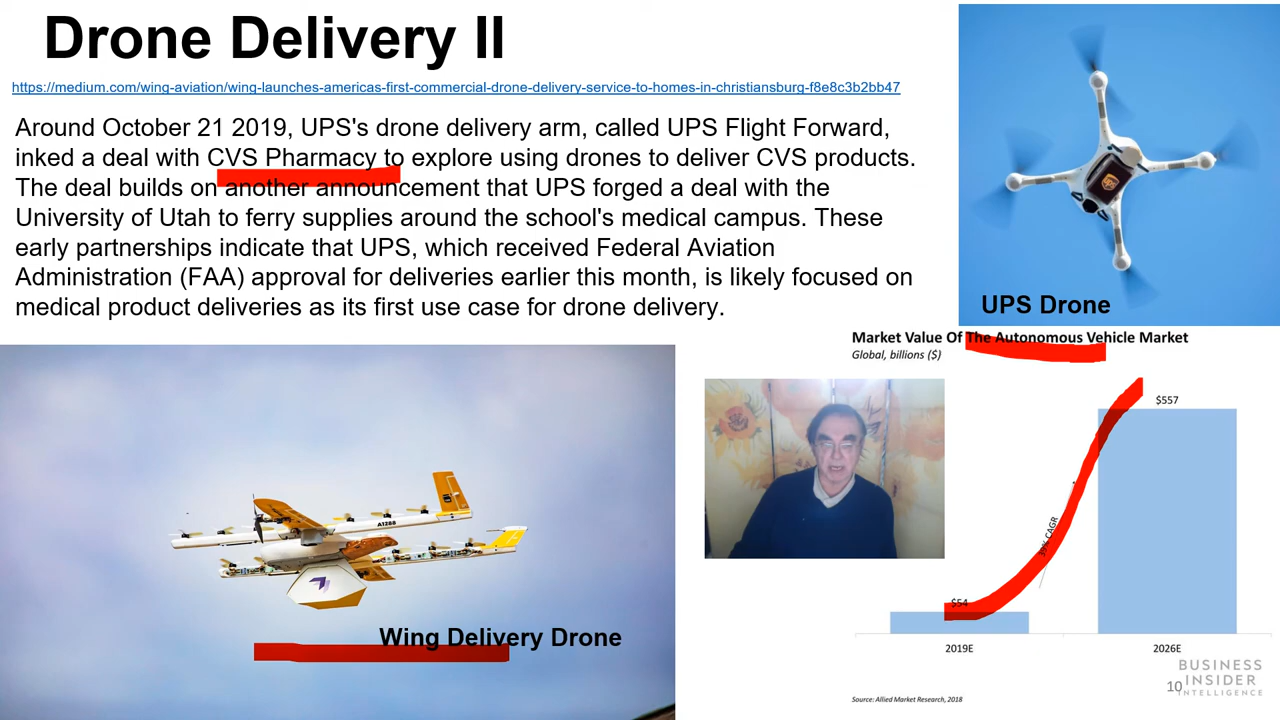 Drone Delivery II
https://medium.com/wing-aviation/wing-launches-americas-first-commercial-drone-delivery-service-to-homes-in-christiansburg-f8e8c3b2bb47
Around October 21 2019, UPS's drone delivery arm, called UPS Flight Forward,
inked a deal with CVS Pharmacy to explore using drones to deliver CVS products.
The deal builds on another announcement that UPS forged a deal with the
University of Utah to ferry supplies around the school's medical campus. These
early partnerships indicate that UPS, which received Federal Aviation
Administration (FAA) approval for deliveries earlier this month, is likely focused on
medical product deliveries as its first use case for drone delivery.
UPS
UPS Drone
A1288
Wing Delivery Drone
Market Value Of The Autonomous Vehicle Market
Global, billions ($)
$557
39% CAGR
$54
2019E
2026E
BUSINESS
INSIDER
INTELLIGENCE
10
Source: Allied Market Research, 2018